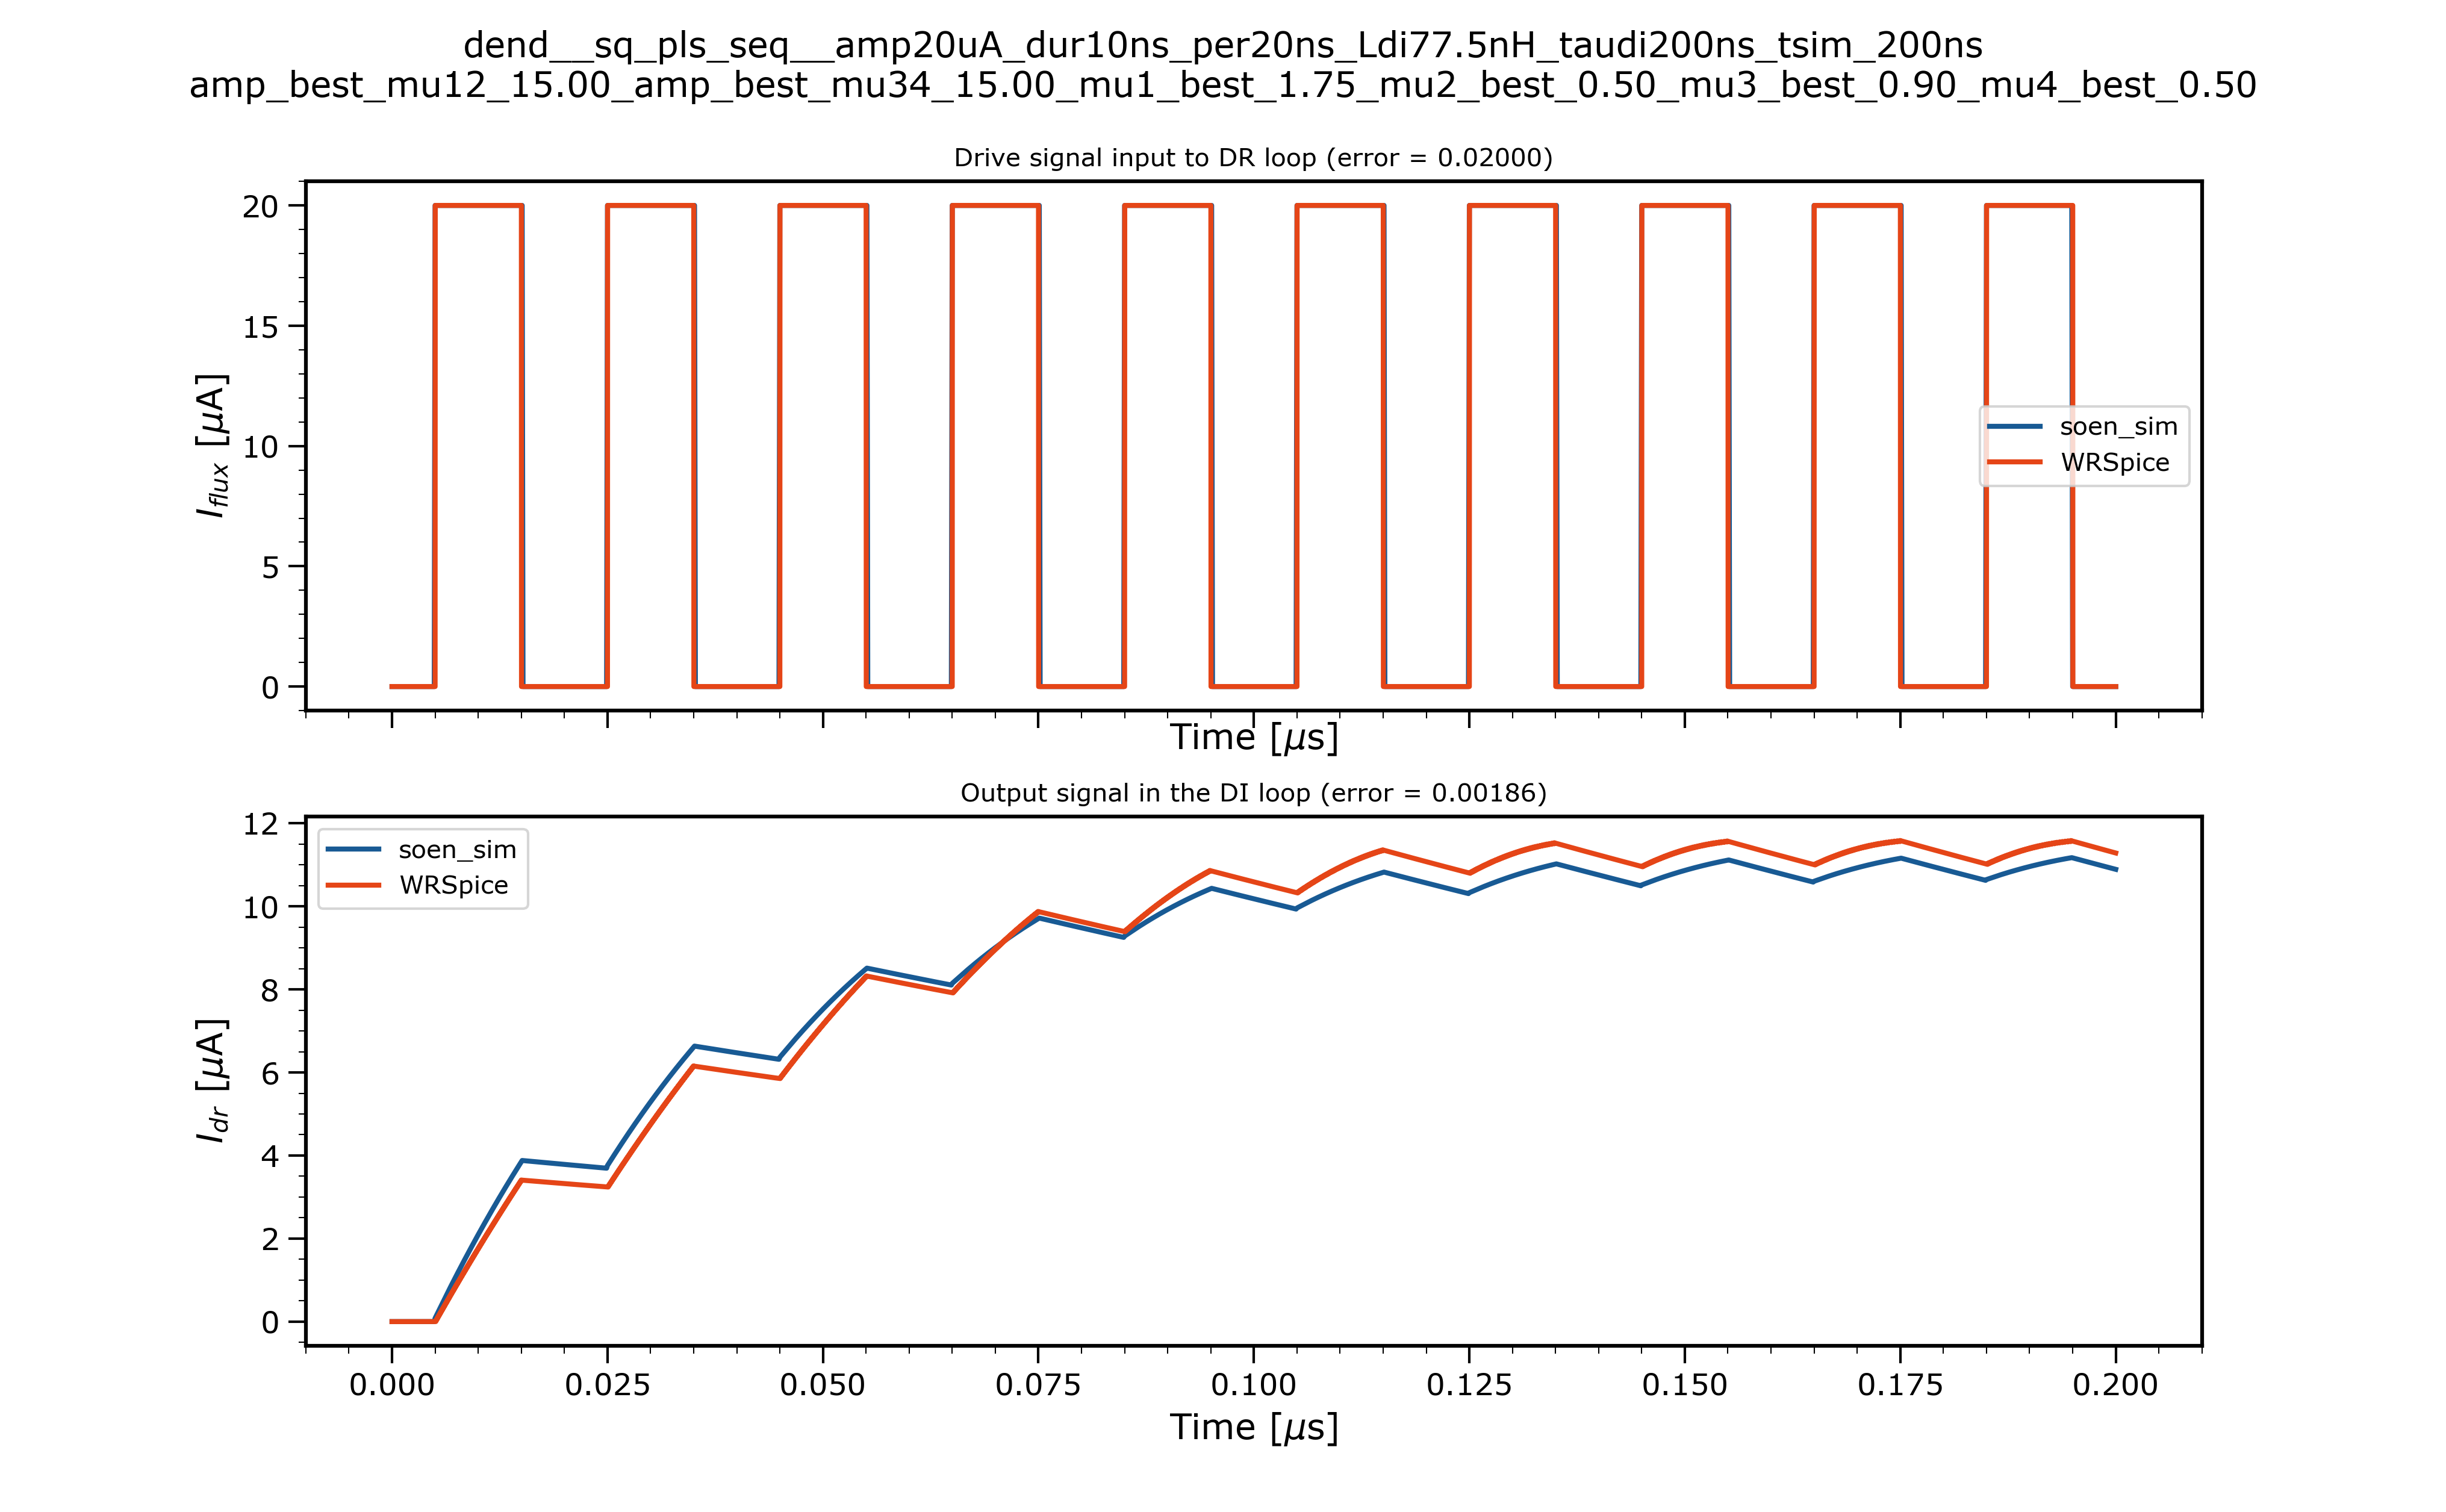 dend__sq_pls_seq__amp20uA_dur10ns_per20ns_Ldi77.5nH_taudi200ns_tsim_200ns
amp_best_mu12_15.00_amp_best_mu34_15.00_mu1_best_1.75_mu2_best_0.50_mu3_best_0.90_mu4_best_0.50
Drive signal input to DR loop (error = 0.02000)
20
15
10
5
0
I_flux [μA]
soen_sim
WRSpice
Time [μs]
Output signal in the DI loop (error = 0.00186)
12
10
8
6
4
2
0
I_dr [μA]
soen_sim
WRSpice
0.000 0.025 0.050 0.075 0.100 0.125 0.150 0.175 0.200
Time [μs]